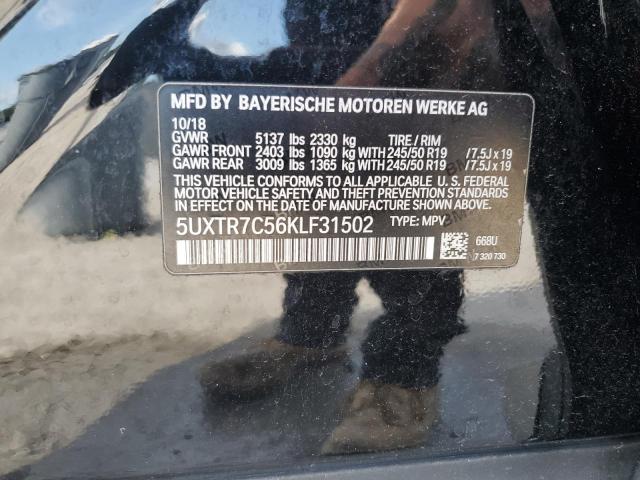 MFD BY BAYERISCHE MOTOREN WERKE AG
10/18
GVWR 5137 lbs 2330 kg TIRE / RIM
GAWR FRONT 2403 lbs 1090 kg WITH 245/50 R19 / 7.5J x 19
GAWR REAR 3009 lbs 1365 kg WITH 245/50 R19 / 7.5J x 19
THIS VEHICLE CONFORMS TO ALL APPLICABLE U. S. FEDERAL
MOTOR VEHICLE SAFETY AND THEFT PREVENTION STANDARDS
IN EFFECT ON THE DATE OF MANUFACTURE SHOWN ABOVE.
5UXTR7C56KLF31502 TYPE: MPV
668U
7 320 730